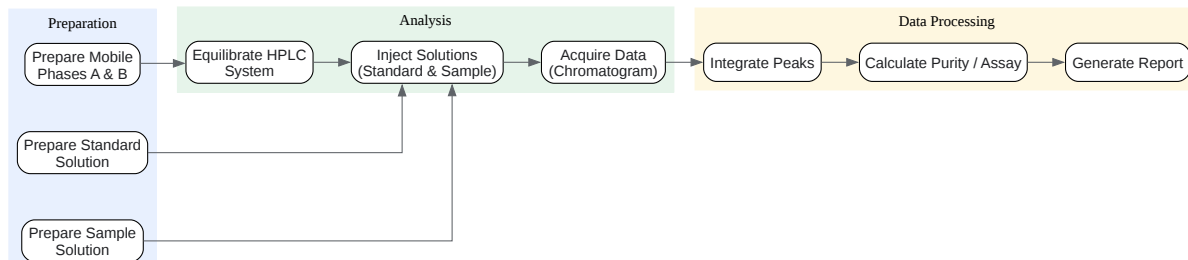 Preparation
Prepare Mobile
Phases A & B
Prepare Standard
Solution
Prepare Sample
Solution
Analysis
Equilibrate HPLC
System
Inject Solutions
(Standard & Sample)
Acquire Data
(Chromatogram)
Data Processing
Integrate Peaks
Calculate Purity / Assay
Generate Report